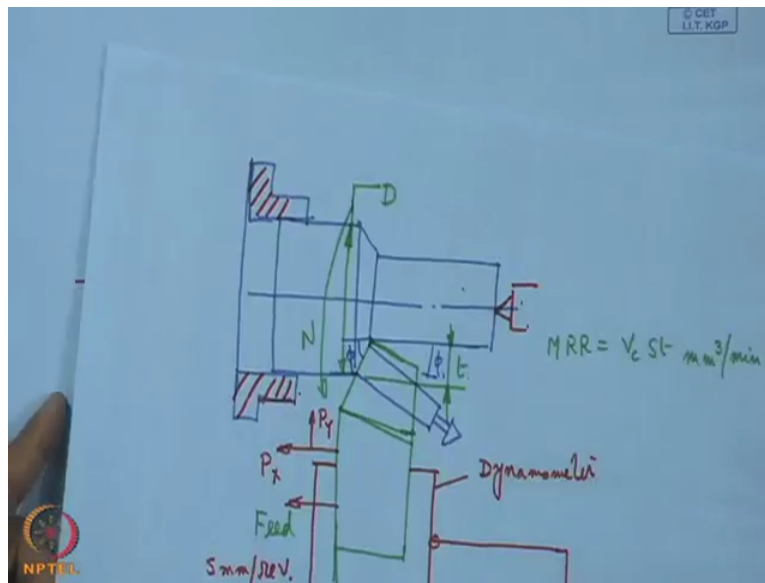 © CET
I.I.T. KGP
D
N
φ
φ₁
t
MRR = Vc St mm³/min
Py
Px
Dynamometer
Feed
S mm/rev.
NPTEL